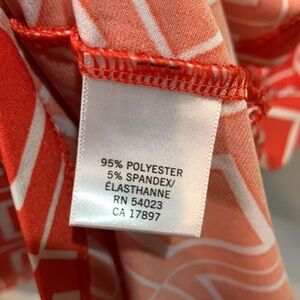 95% POLYESTER
5% SPANDEX/
ÉLASTHANNE
RN 54023
CA 17897